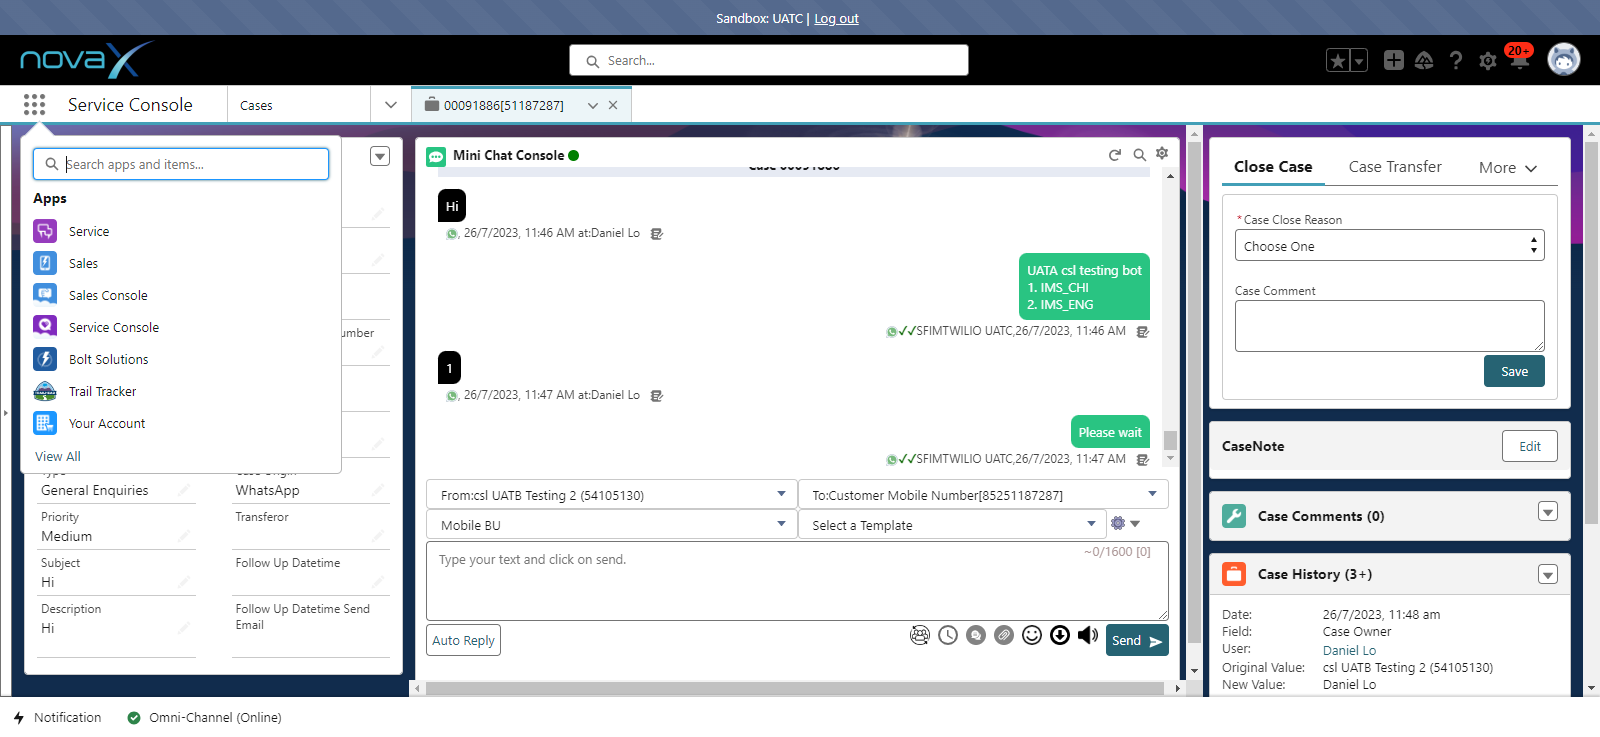 Sandbox: UATC | Log out
novaX
Search...
20+
Service Console
Cases
00091886[51187287]
Search apps and items...
Apps
Service
Sales
Sales Console
Service Console
Bolt Solutions
Trail Tracker
Your Account
View All
umber
General Enquiries
WhatsApp
Priority
Medium
Transferor
Subject
Hi
Follow Up Datetime
Description
Hi
Follow Up Datetime Send
Email
Mini Chat Console
Case 00091886
Hi
, 26/7/2023, 11:46 AM at:Daniel Lo
UATA csl testing bot
1. IMS_CHI
2. IMS_ENG
SFIMTWILIO UATC,26/7/2023, 11:46 AM
1
, 26/7/2023, 11:47 AM at:Daniel Lo
Please wait
SFIMTWILIO UATC,26/7/2023, 11:47 AM
From:csl UATB Testing 2 (54105130)
To:Customer Mobile Number[85251187287]
Mobile BU
Select a Template
Type your text and click on send.
~0/1600 [0]
Auto Reply
Send
Close Case
Case Transfer
More
*Case Close Reason
Choose One
Case Comment
Save
CaseNote
Edit
Case Comments (0)
Case History (3+)
Date: 26/7/2023, 11:48 am
Field: Case Owner
User: Daniel Lo
Original Value: csl UATB Testing 2 (54105130)
New Value: Daniel Lo
Notification
Omni-Channel (Online)